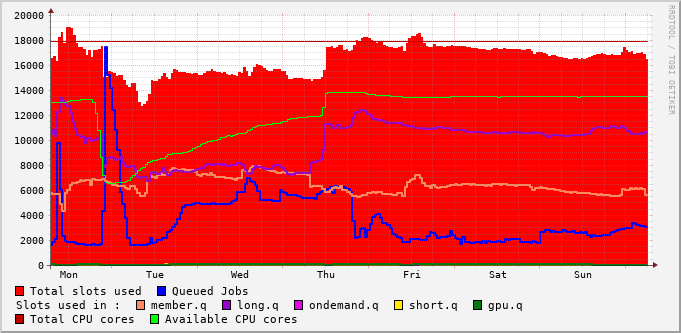 20000
18000
16000
14000
12000
10000
8000
6000
4000
2000
0
Mon Tue Wed Thu Fri Sat Sun
Total slots used Queued Jobs
Slots used in : member.q long.q ondemand.q short.q gpu.q
Total CPU cores Available CPU cores
RRDTOOL / TOBI OETIKER